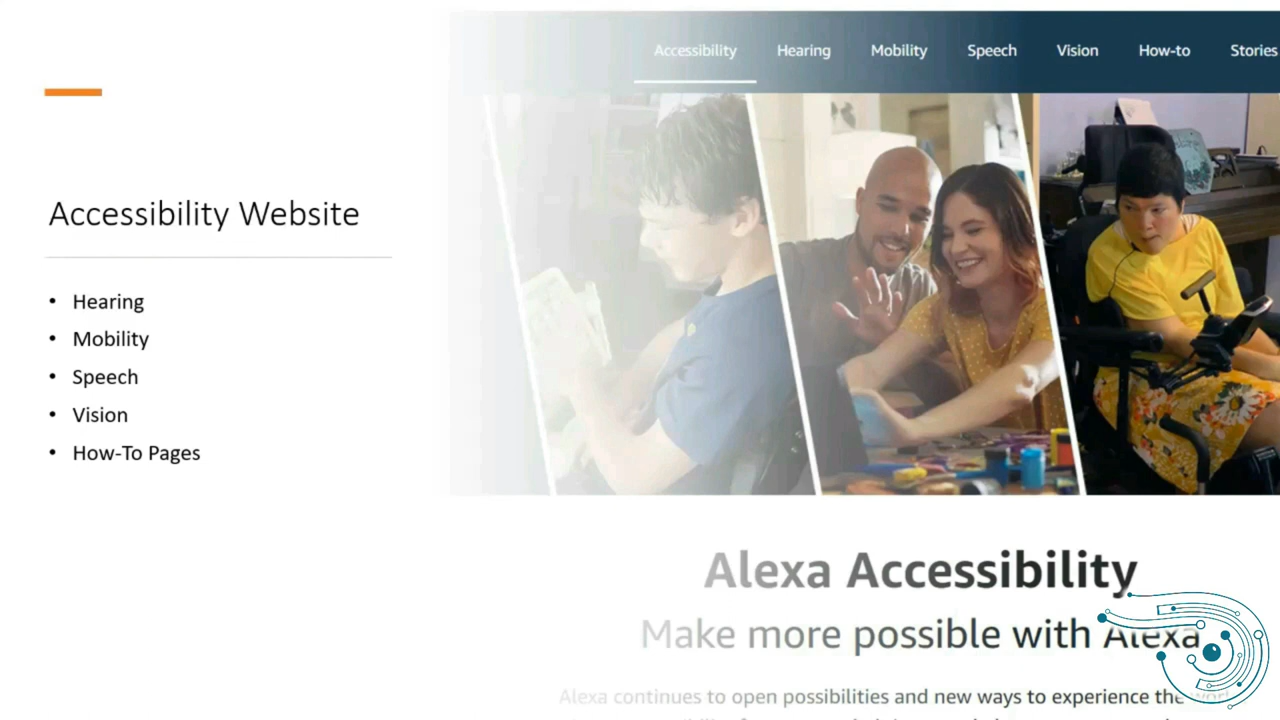 Accessibility Website
• Hearing
• Mobility
• Speech
• Vision
• How-To Pages
Accessibility Hearing Mobility Speech Vision How-to Stories
Alexa Accessibility
Make more possible with Alexa
Alexa continues to open possibilities and new ways to experience the